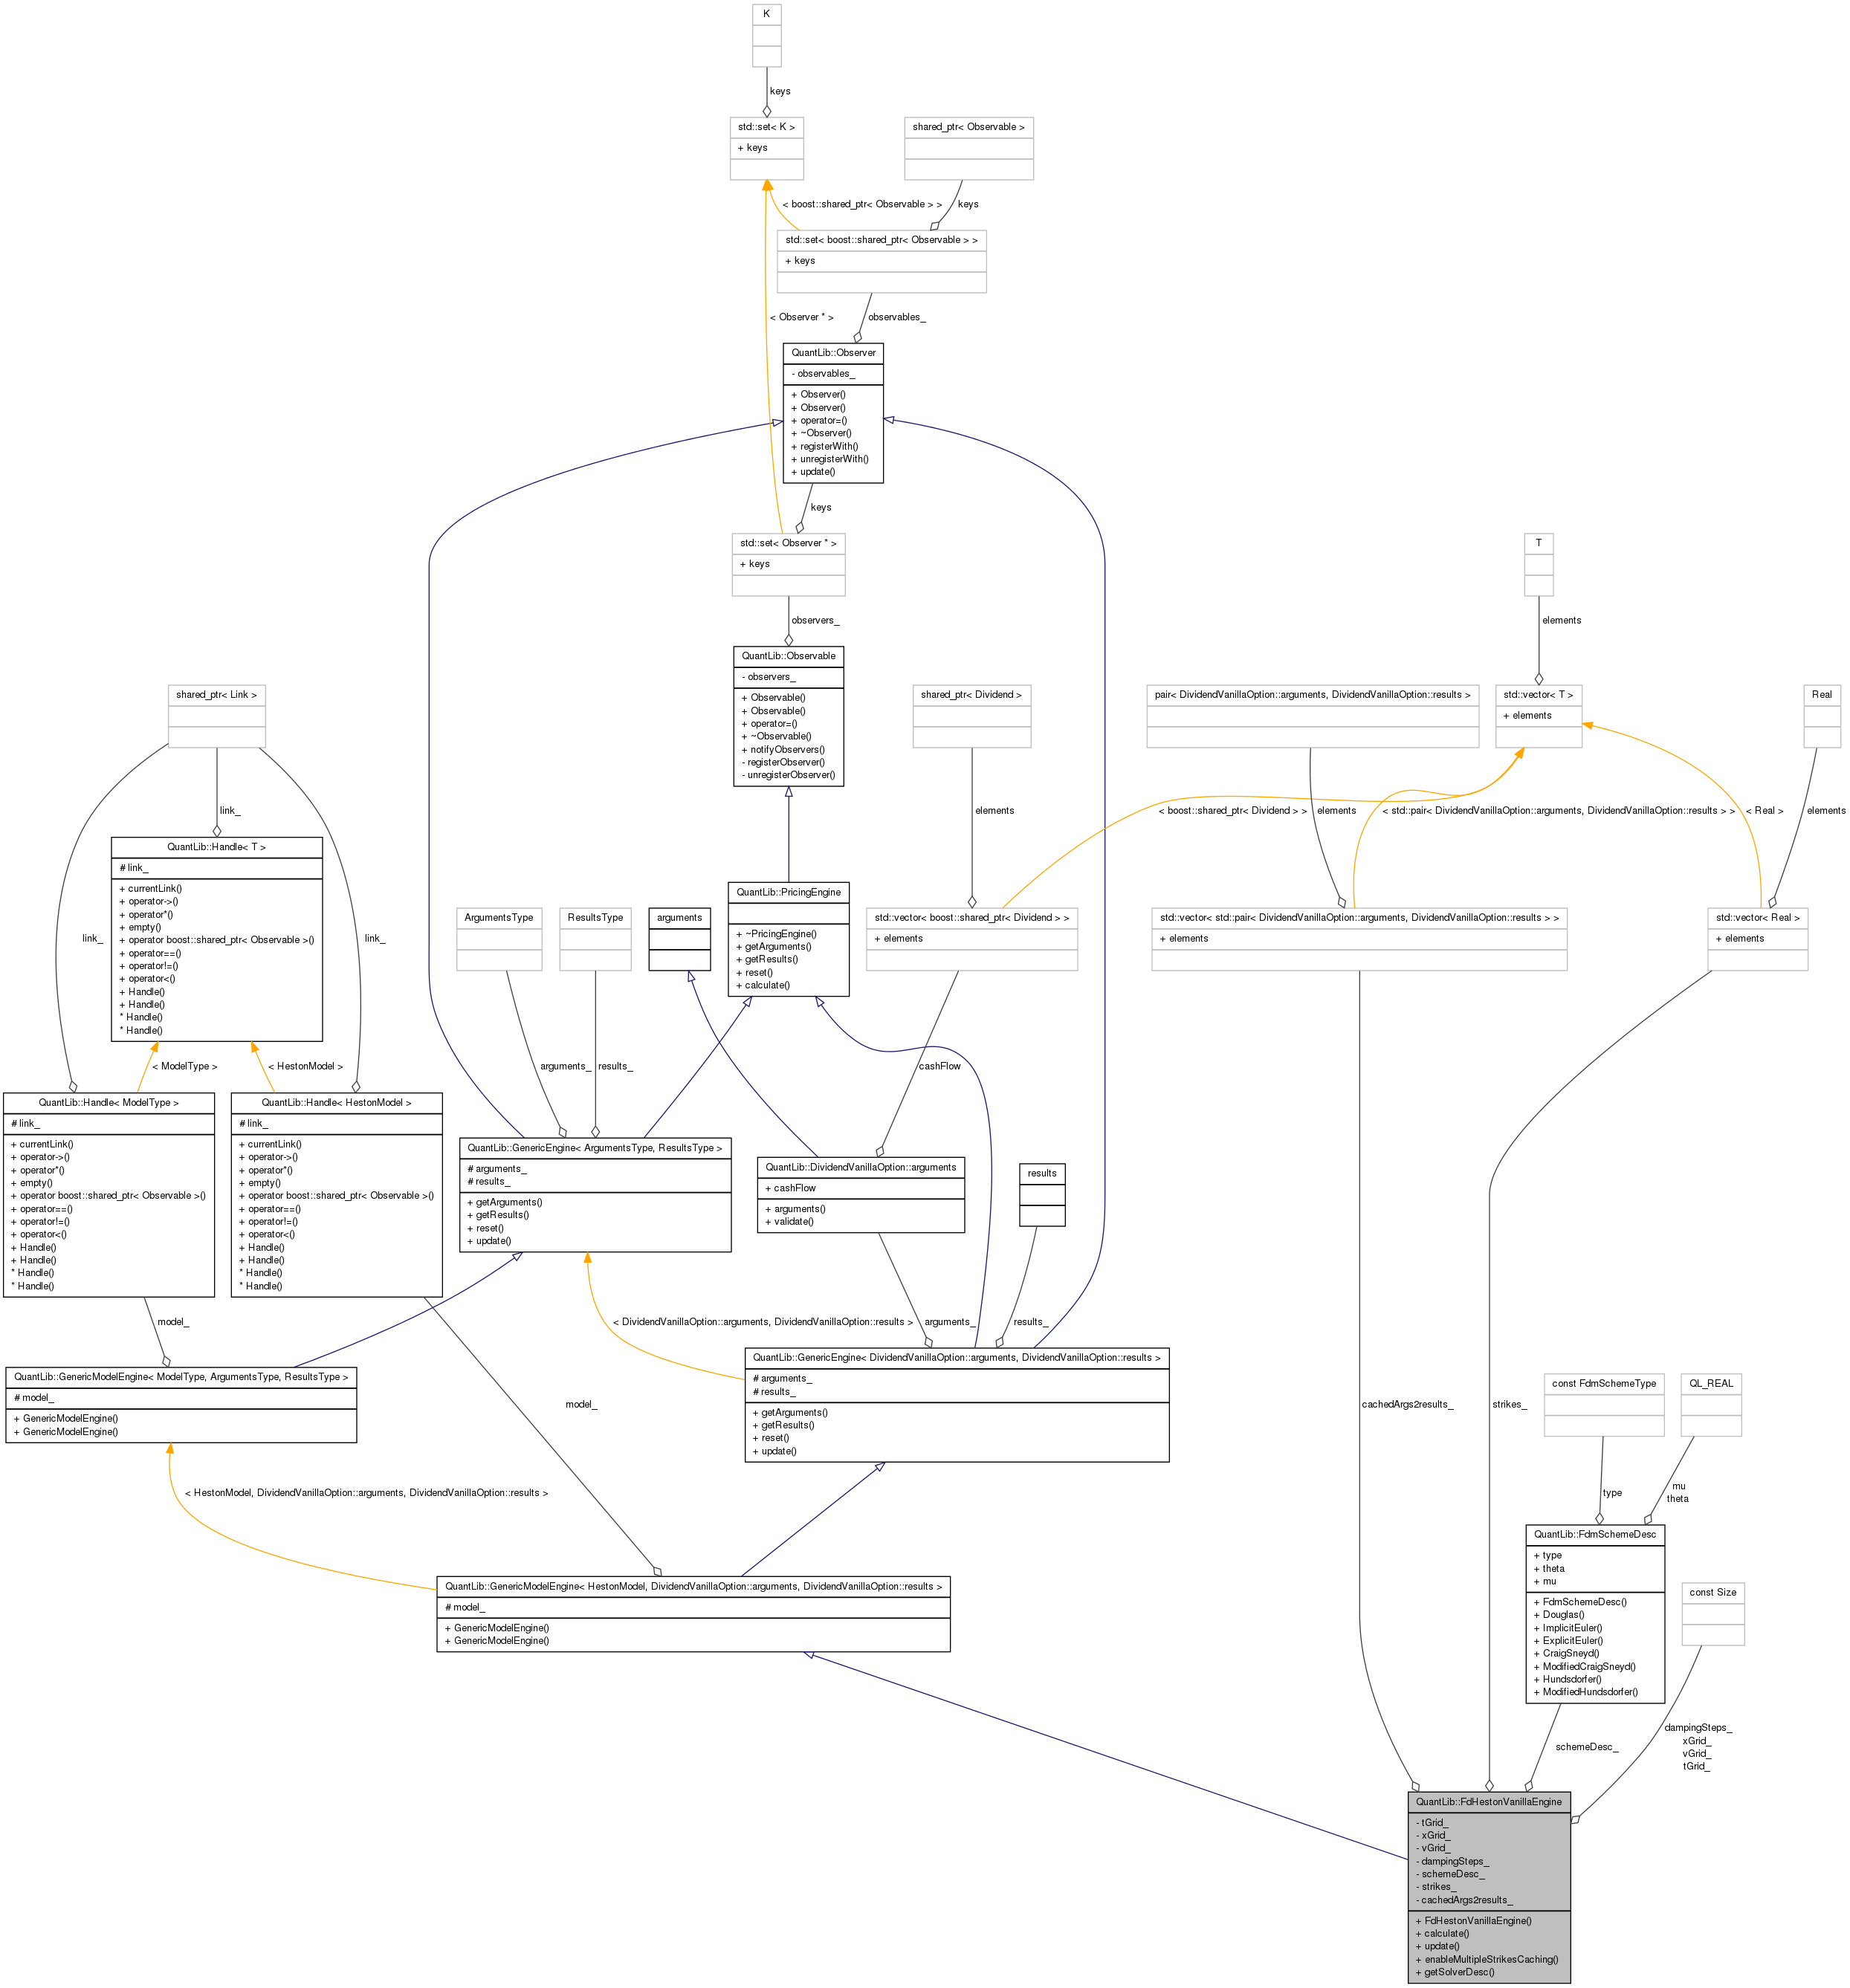 K
keys
std::set< K >
+ keys
shared_ptr< Observable >
< boost::shared_ptr< Observable > >
keys
std::set< boost::shared_ptr< Observable > >
+ keys
< Observer * >
observables_
QuantLib::Observer
- observables_
+ Observer()
+ Observer()
+ operator=()
+ ~Observer()
+ registerWith()
+ unregisterWith()
+ update()
keys
std::set< Observer * >
+ keys
T
observers_
elements
QuantLib::Observable
- observers_
+ Observable()
+ Observable()
+ operator=()
+ ~Observable()
+ notifyObservers()
- registerObserver()
- unregisterObserver()
shared_ptr< Link >
shared_ptr< Dividend >
pair< DividendVanillaOption::arguments, DividendVanillaOption::results >
std::vector< T >
+ elements
Real
link_
elements
< boost::shared_ptr< Dividend > >
elements
< std::pair< DividendVanillaOption::arguments, DividendVanillaOption::results > >
< Real >
elements
QuantLib::Handle< T >
# link_
+ currentLink()
+ operator->()
+ operator*()
+ empty()
+ operator boost::shared_ptr< Observable >()
+ operator==()
+ operator!=()
+ operator<()
+ Handle()
+ Handle()
* Handle()
* Handle()
link_
link_
ArgumentsType
ResultsType
arguments
QuantLib::PricingEngine
+ ~PricingEngine()
+ getArguments()
+ getResults()
+ reset()
+ calculate()
std::vector< boost::shared_ptr< Dividend > >
+ elements
std::vector< std::pair< DividendVanillaOption::arguments, DividendVanillaOption::results > >
+ elements
std::vector< Real >
+ elements
< ModelType >
< HestonModel >
arguments_
results_
cashFlow
QuantLib::Handle< ModelType >
# link_
+ currentLink()
+ operator->()
+ operator*()
+ empty()
+ operator boost::shared_ptr< Observable >()
+ operator==()
+ operator!=()
+ operator<()
+ Handle()
+ Handle()
* Handle()
* Handle()
QuantLib::Handle< HestonModel >
# link_
+ currentLink()
+ operator->()
+ operator*()
+ empty()
+ operator boost::shared_ptr< Observable >()
+ operator==()
+ operator!=()
+ operator<()
+ Handle()
+ Handle()
* Handle()
* Handle()
QuantLib::GenericEngine< ArgumentsType, ResultsType >
# arguments_
# results_
+ getArguments()
+ getResults()
+ reset()
+ update()
QuantLib::DividendVanillaOption::arguments
+ cashFlow
+ arguments()
+ validate()
results
model_
< DividendVanillaOption::arguments, DividendVanillaOption::results >
arguments_
results_
QuantLib::GenericModelEngine< ModelType, ArgumentsType, ResultsType >
# model_
+ GenericModelEngine()
+ GenericModelEngine()
model_
QuantLib::GenericEngine< DividendVanillaOption::arguments, DividendVanillaOption::results >
# arguments_
# results_
+ getArguments()
+ getResults()
+ reset()
+ update()
cachedArgs2results_
strikes_
const FdmSchemeType
QL_REAL
< HestonModel, DividendVanillaOption::arguments, DividendVanillaOption::results >
type
mu
theta
QuantLib::GenericModelEngine< HestonModel, DividendVanillaOption::arguments, DividendVanillaOption::results >
# model_
+ GenericModelEngine()
+ GenericModelEngine()
QuantLib::FdmSchemeDesc
+ type
+ theta
+ mu
+ FdmSchemeDesc()
+ Douglas()
+ ImplicitEuler()
+ ExplicitEuler()
+ CraigSneyd()
+ ModifiedCraigSneyd()
+ Hundsdorfer()
+ ModifiedHundsdorfer()
const Size
schemeDesc_
dampingSteps_
xGrid_
vGrid_
tGrid_
QuantLib::FdHestonVanillaEngine
- tGrid_
- xGrid_
- vGrid_
- dampingSteps_
- schemeDesc_
- strikes_
- cachedArgs2results_
+ FdHestonVanillaEngine()
+ calculate()
+ update()
+ enableMultipleStrikesCaching()
+ getSolverDesc()